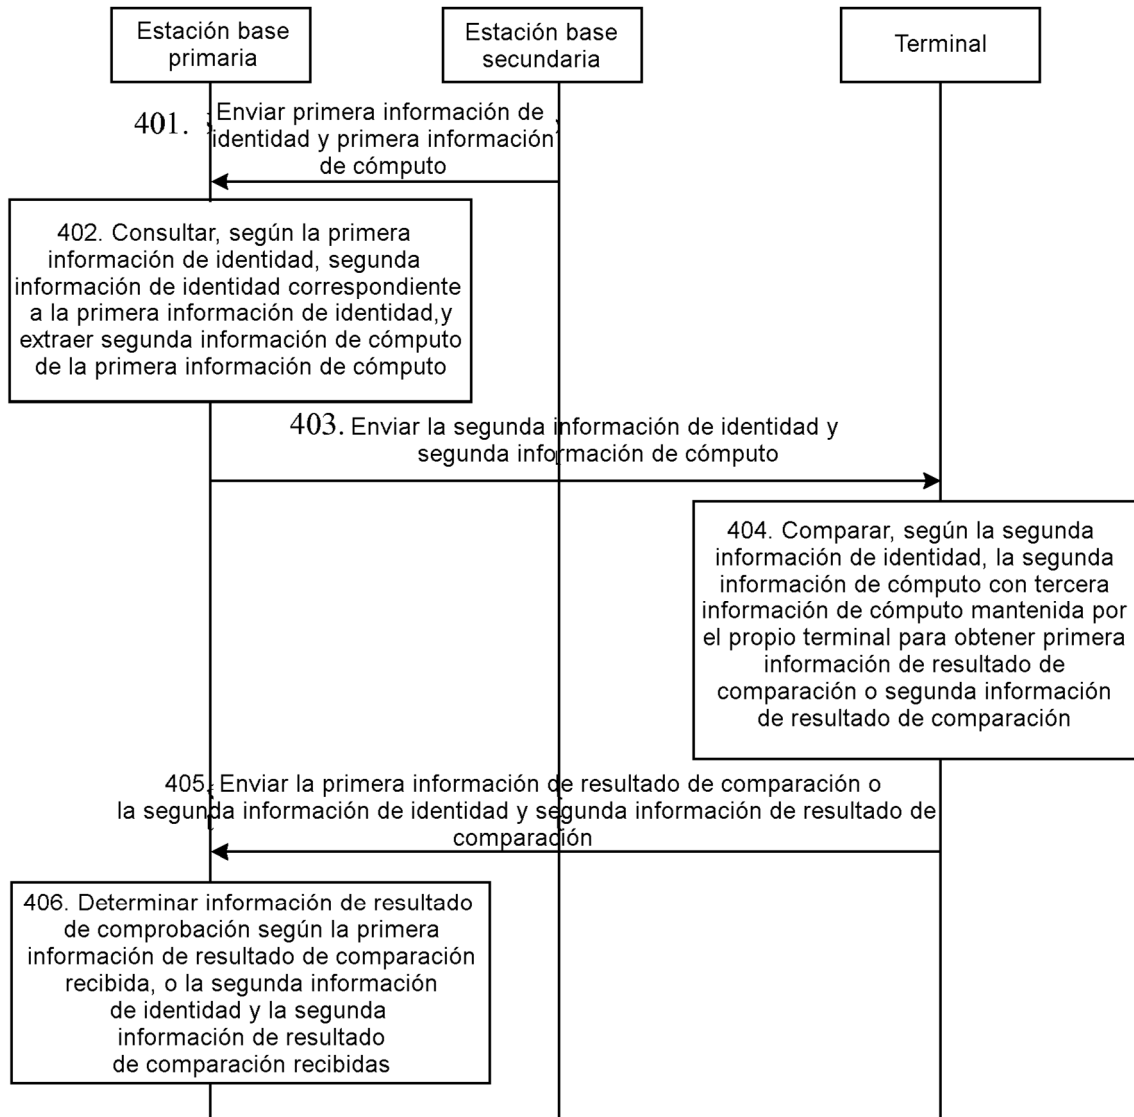 Estación base
primaria
Estación base
secundaria
Terminal
401. Enviar primera información de
identidad y primera información
de cómputo
402. Consultar, según la primera
información de identidad, segunda
información de identidad correspondiente
a la primera información de identidad,y
extraer segunda información de cómputo
de la primera información de cómputo
403. Enviar la segunda información de identidad y
segunda información de cómputo
404. Comparar, según la segunda
información de identidad, la segunda
información de cómputo con tercera
información de cómputo mantenida por
el propio terminal para obtener primera
información de resultado de
comparación o segunda información
de resultado de comparación
405. Enviar la primera información de resultado de comparación o
la segunda información de identidad y segunda información de resultado de
comparación
406. Determinar información de resultado
de comprobación según la primera
información de resultado de comparación
recibida, o la segunda información
de identidad y la segunda
información de resultado
de comparación recibidas